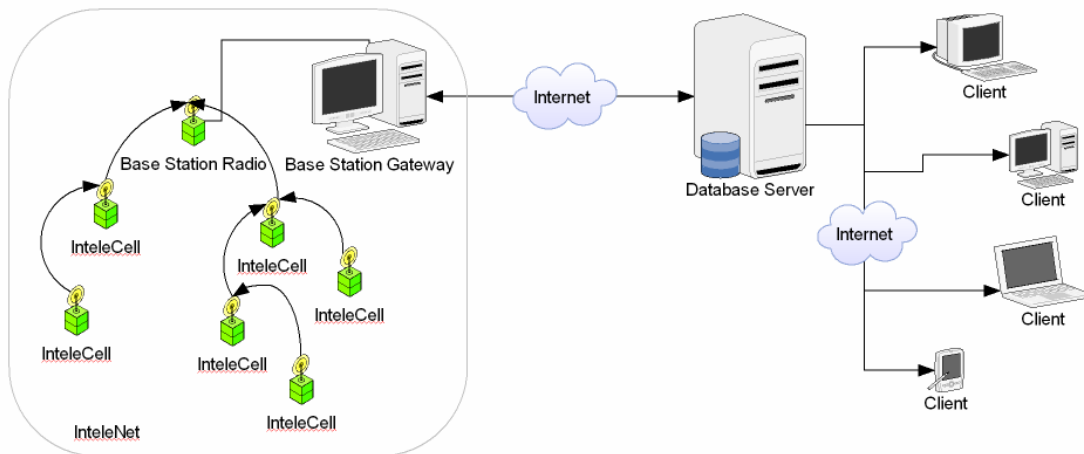 Internet
Client
Base Station Radio
Base Station Gateway
Database Server
Client
InteleCell
InteleCell
Internet
InteleCell
Client
InteleCell
InteleCell
Client
InteleCell
InteleNet